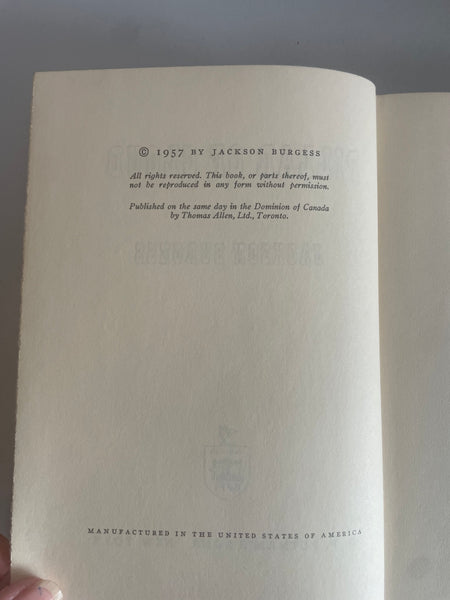 © 1957 BY JACKSON BURGESS
All rights reserved. This book, or parts thereof, must
not be reproduced in any form without permission.
Published on the same day in the Dominion of Canada
by Thomas Allen, Ltd., Toronto.
MANUFACTURED IN THE UNITED STATES OF AMERICA